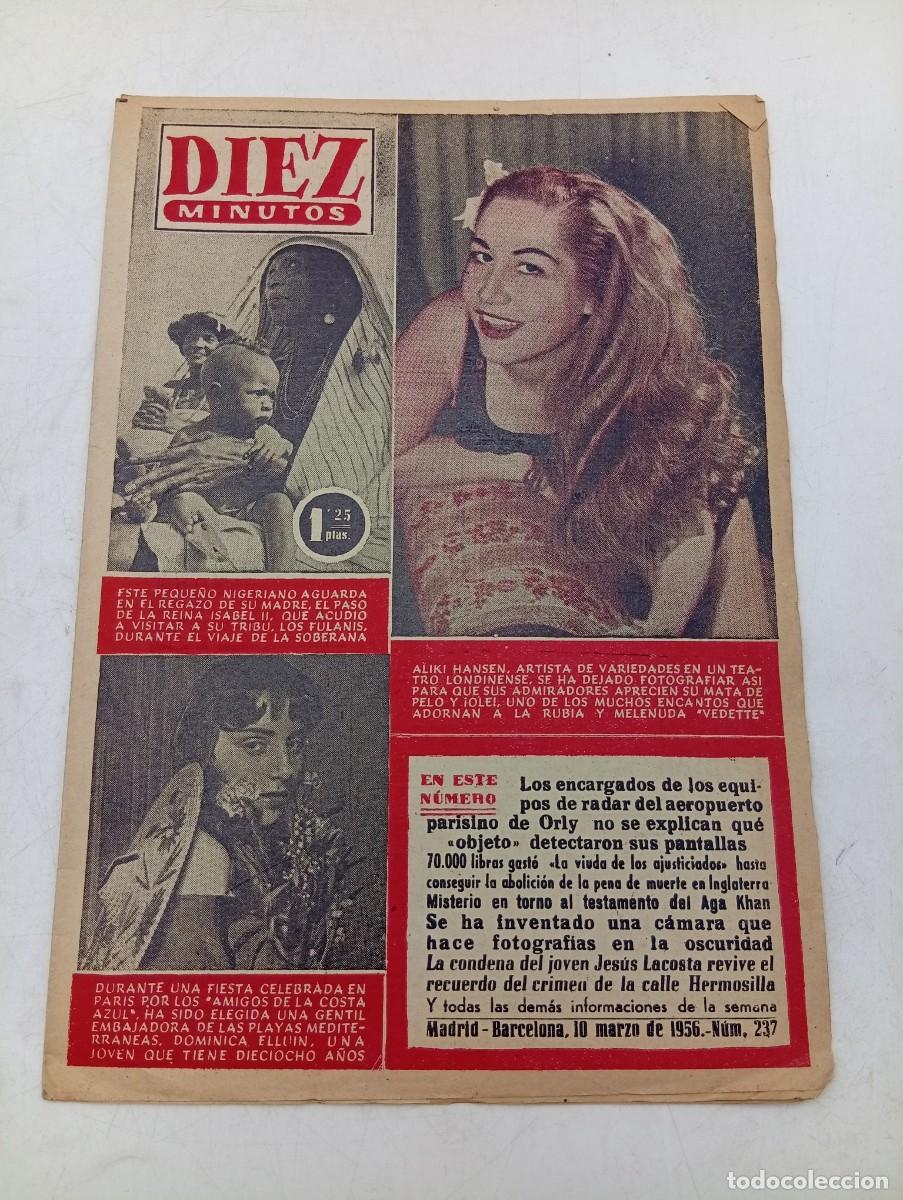 DIEZ
MINUTOS
1'25
ptas.
ESTE PEQUEÑO NIGERIANO AGUARDA
EN EL REGAZO DE SU MADRE, EL PASO
DE LA REINA ISABEL II, QUE ACUDIO
A VISITAR A SU TRIBU, LOS FULANIS,
DURANTE EL VIAJE DE LA SOBERANA
ALIKI HANSEN, ARTISTA DE VARIEDADES EN UN TEA-
TRO LONDINENSE, SE HA DEJADO FOTOGRAFIAR ASI
PARA QUE SUS ADMIRADORES APRECIEN SU MATA DE
PELO Y ¡OLE!, UNO DE LOS MUCHOS ENCANTOS QUE
ADORNAN A LA RUBIA Y MELENUDA "VEDETTE"
DURANTE UNA FIESTA CELEBRADA EN
PARIS POR LOS "AMIGOS DE LA COSTA
AZUL", HA SIDO ELEGIDA UNA GENTIL
EMBAJADORA DE LAS PLAYAS MEDITE-
RRANEAS, DOMINICA ELLUIN, UNA
JOVEN QUE TIENE DIECIOCHO AÑOS
EN ESTE
NÚMERO
Los encargados de los equi-
pos de radar del aeropuerto
parisino de Orly no se explican qué
«objeto» detectaron sus pantallas
70.000 libras gastó «La viuda de los ajusticiados» hasta
conseguir la abolición de la pena de muerte en Inglaterra
Misterio en torno al testamento del Aga Khan
Se ha inventado una cámara que
hace fotografías en la oscuridad
La condena del joven Jesús Lacosta revive el
recuerdo del crimen de la calle Hermosilla
Y todas las demás informaciones de la semana
Madrid - Barcelona, 10 marzo de 1956.-Núm, 237
todocoleccion